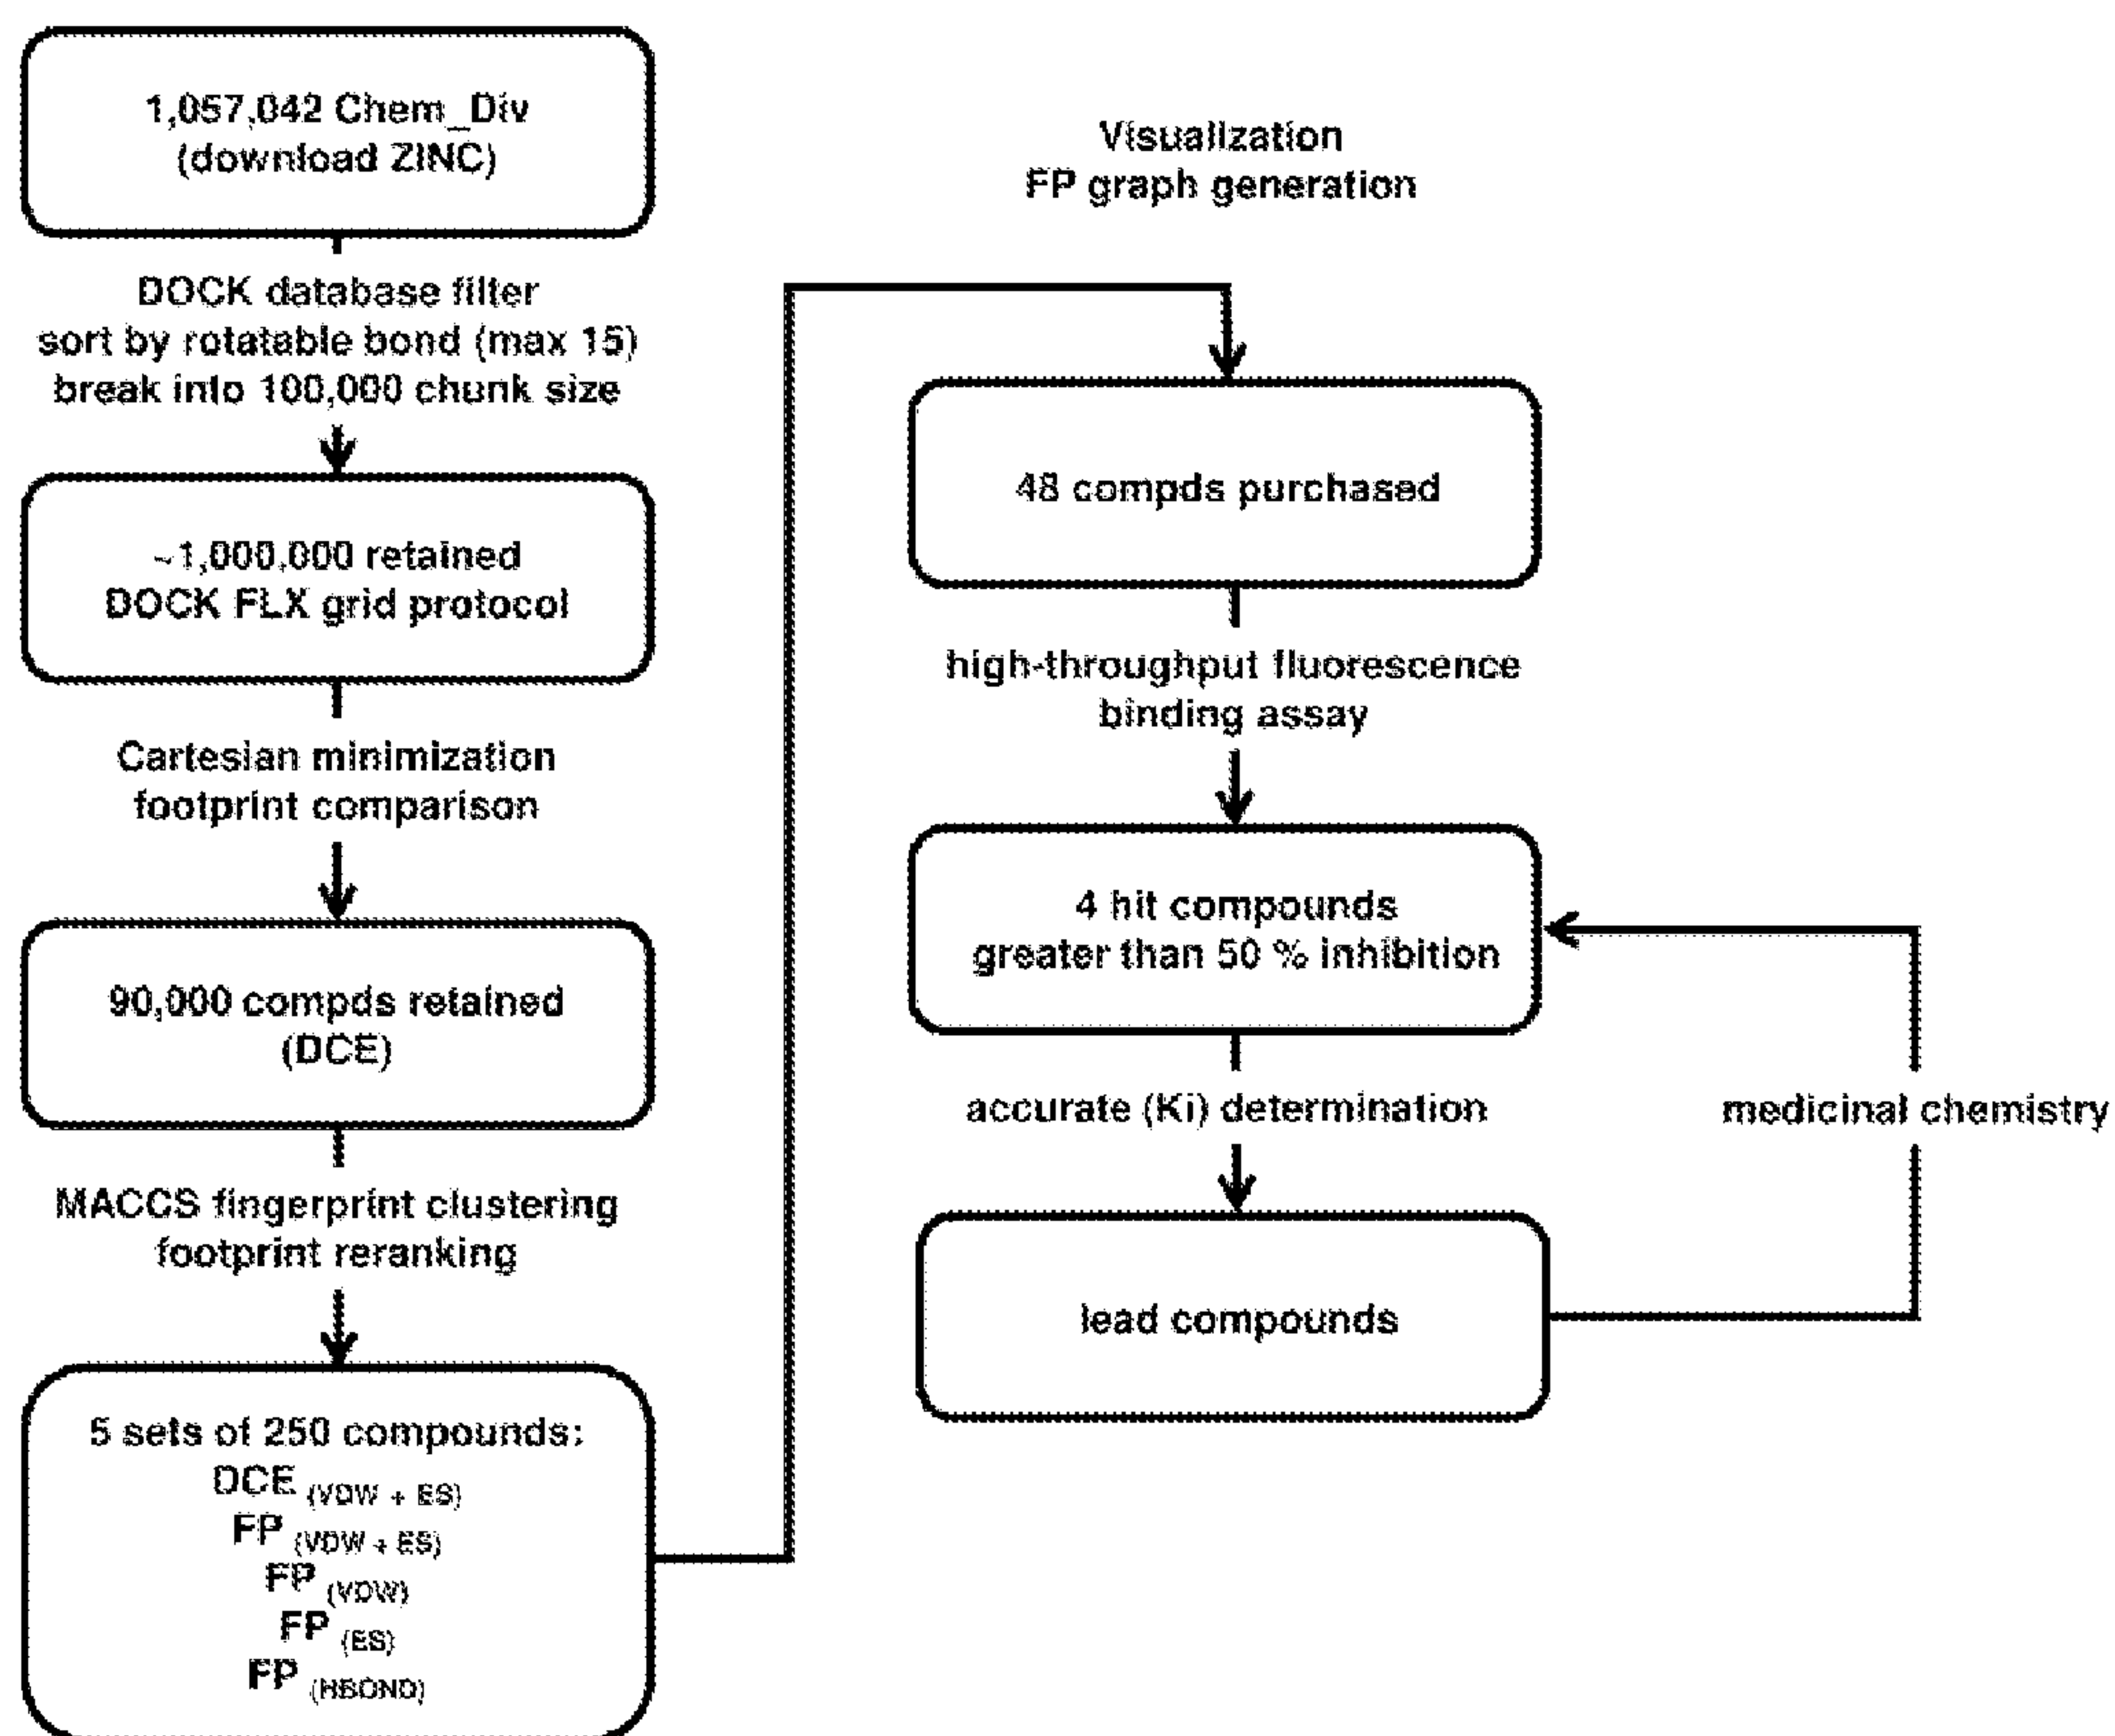 1,057,042 Chem_Div
(download ZINC)
DOCK database filter
sort by rotatable bond (max 15)
break into 100,000 chunk size
~1,000,000 retained
DOCK FLX grid protocol
Cartesian minimization
footprint comparison
90,000 compds retained
(DCE)
MACCS fingerprint clustering
footprint reranking
5 sets of 250 compounds:
DCE (VDW + ES)
FP (VDW + ES)
FP (VDW)
FP (ES)
FP (HBOND)
Visualization
FP graph generation
48 compds purchased
high-throughput fluorescence
binding assay
4 hit compounds
greater than 50 % inhibition
accurate (Ki) determination
medicinal chemistry
lead compounds